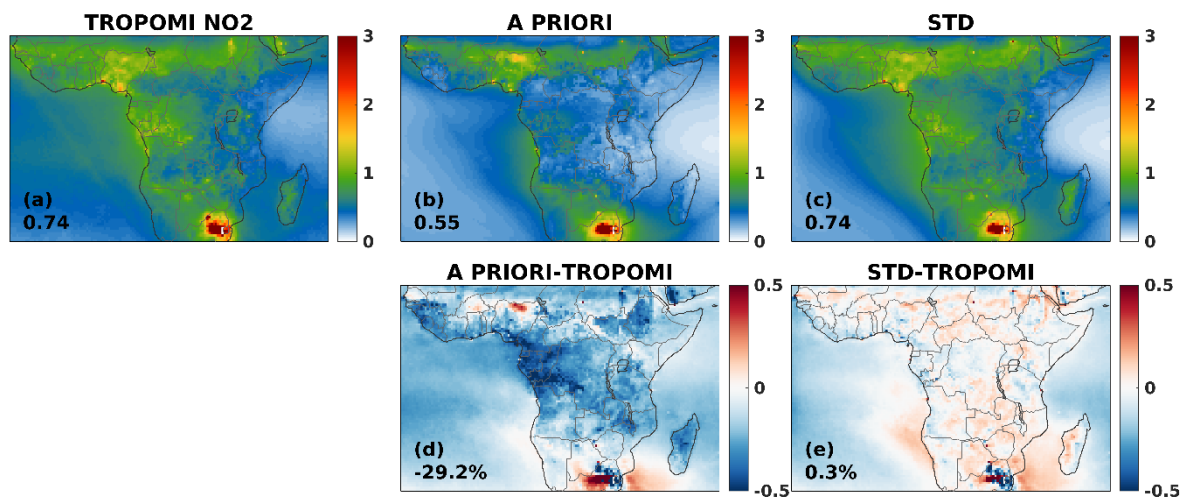 TROPOMI NO2
A PRIORI
STD
3
2
1
0
(a)
0.74
3
2
1
0
(b)
0.55
3
2
1
0
(c)
0.74
A PRIORI-TROPOMI
STD-TROPOMI
0.5
0
-0.5
(d)
-29.2%
0.5
0
-0.5
(e)
0.3%